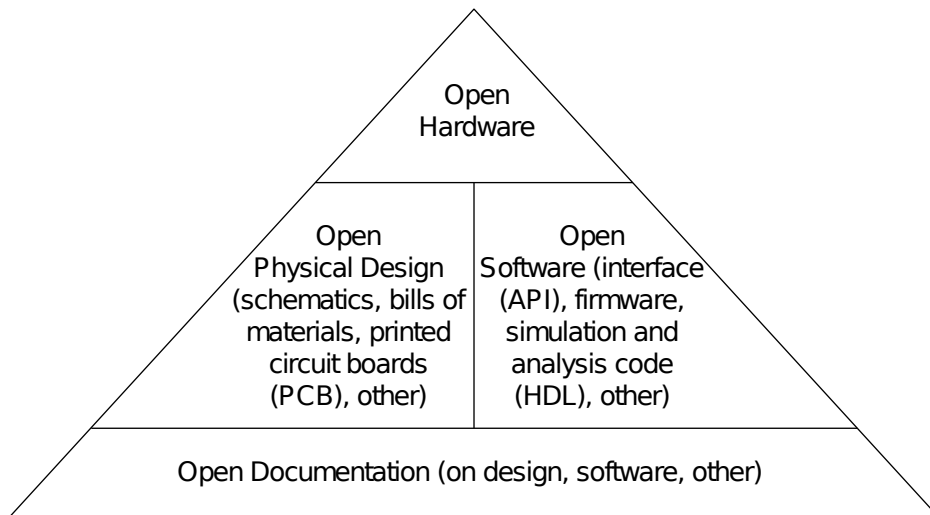 Open
Hardware
Open
Physical Design
(schematics, bills of
materials, printed
circuit boards
(PCB), other)
Open
Software (interface
(API), firmware,
simulation and
analysis code
(HDL), other)
Open Documentation (on design, software, other)